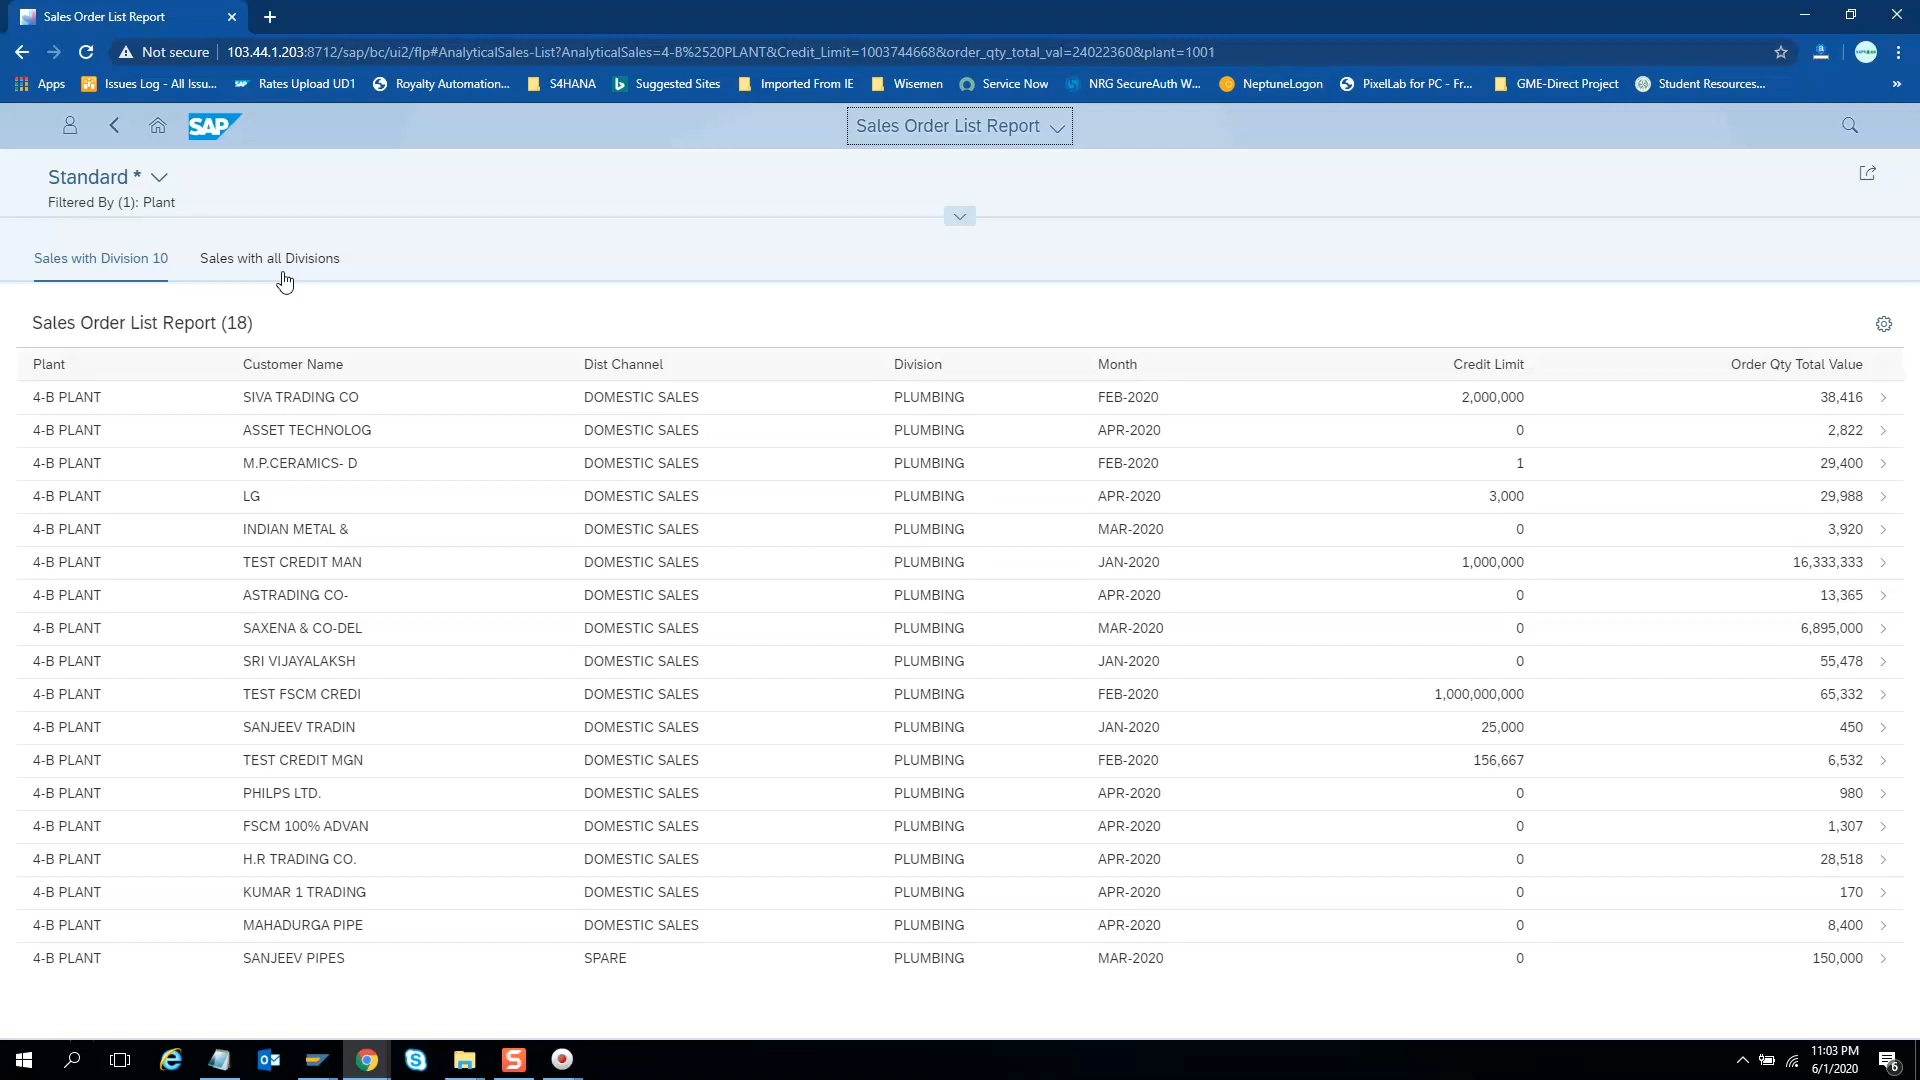 Sales Order List Report
Not secure 103.44.1.203:8712/sap/bc/ui2/flp#AnalyticalSales-List?AnalyticalSales=4-B%2520PLANT&Credit_Limit=1003744668&order_qty_total_val=24022360&plant=1001
Apps Issues Log - All Issu... Rates Upload UD1 Royalty Automation... S4HANA Suggested Sites Imported From IE Wisemen Service Now NRG SecureAuth W... NeptuneLogon PixelLab for PC - Fr... GME-Direct Project Student Resources... »
SAP Sales Order List Report
Standard *
Filtered By (1): Plant
Sales with Division 10 Sales with all Divisions
Sales Order List Report (18)
Plant Customer Name Dist Channel Division Month Credit Limit Order Qty Total Value
4-B PLANT SIVA TRADING CO DOMESTIC SALES PLUMBING FEB-2020 2,000,000 38,416
4-B PLANT ASSET TECHNOLOG DOMESTIC SALES PLUMBING APR-2020 0 2,822
4-B PLANT M.P.CERAMICS- D DOMESTIC SALES PLUMBING FEB-2020 1 29,400
4-B PLANT LG DOMESTIC SALES PLUMBING APR-2020 3,000 29,988
4-B PLANT INDIAN METAL & DOMESTIC SALES PLUMBING MAR-2020 0 3,920
4-B PLANT TEST CREDIT MAN DOMESTIC SALES PLUMBING JAN-2020 1,000,000 16,333,333
4-B PLANT ASTRADING CO- DOMESTIC SALES PLUMBING APR-2020 0 13,365
4-B PLANT SAXENA & CO-DEL DOMESTIC SALES PLUMBING MAR-2020 0 6,895,000
4-B PLANT SRI VIJAYALAKSH DOMESTIC SALES PLUMBING JAN-2020 0 55,478
4-B PLANT TEST FSCM CREDI DOMESTIC SALES PLUMBING FEB-2020 1,000,000,000 65,332
4-B PLANT SANJEEV TRADIN DOMESTIC SALES PLUMBING JAN-2020 25,000 450
4-B PLANT TEST CREDIT MGN DOMESTIC SALES PLUMBING FEB-2020 156,667 6,532
4-B PLANT PHILPS LTD. DOMESTIC SALES PLUMBING APR-2020 0 980
4-B PLANT FSCM 100% ADVAN DOMESTIC SALES PLUMBING APR-2020 0 1,307
4-B PLANT H.R TRADING CO. DOMESTIC SALES PLUMBING APR-2020 0 28,518
4-B PLANT KUMAR 1 TRADING DOMESTIC SALES PLUMBING APR-2020 0 170
4-B PLANT MAHADURGA PIPE DOMESTIC SALES PLUMBING APR-2020 0 8,400
4-B PLANT SANJEEV PIPES SPARE PLUMBING MAR-2020 0 150,000
11:03 PM
6/1/2020
6